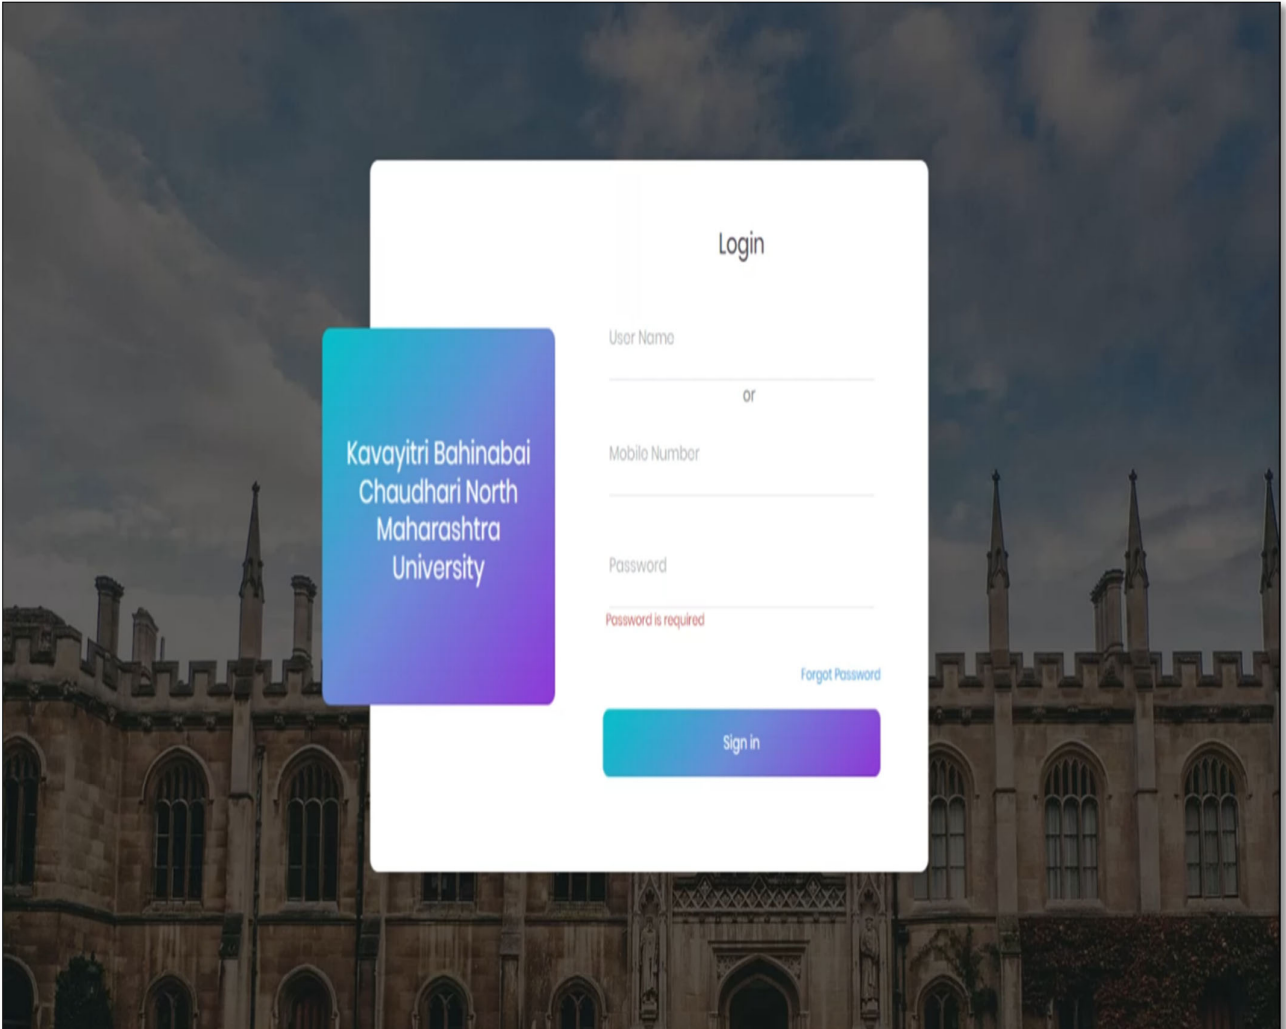 Login
User Name
or
Kavayitri Bahinabai
Chaudhari North
Maharashtra
University
Mobile Number
Password
Password is required
Forgot Password
Sign in